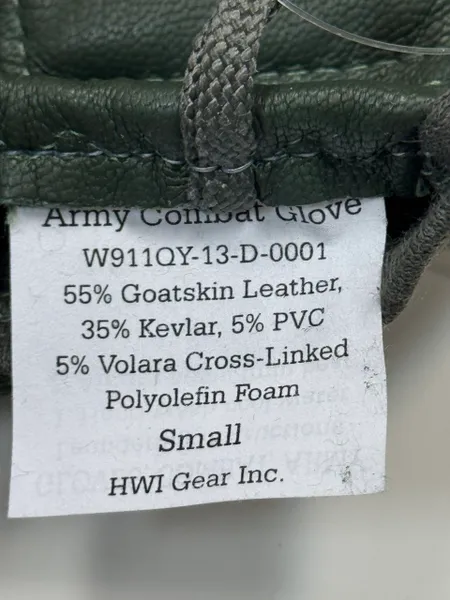 Army Combat Glove
W911QY-13-D-0001
55% Goatskin Leather,
35% Kevlar, 5% PVC
5% Volara Cross-Linked
Polyolefin Foam
Small
HWI Gear Inc.